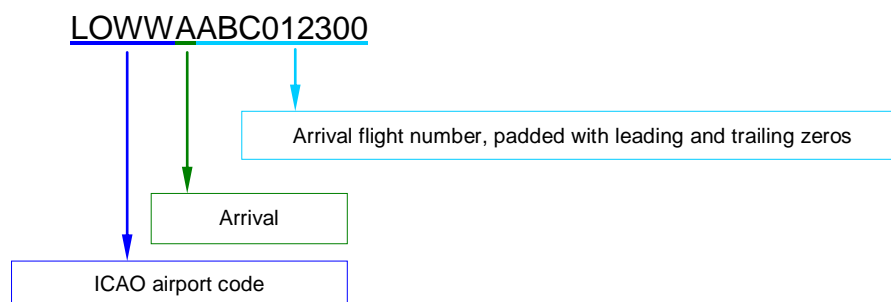 LOWWAABC012300
Arrival flight number, padded with leading and trailing zeros
Arrival
ICAO airport code